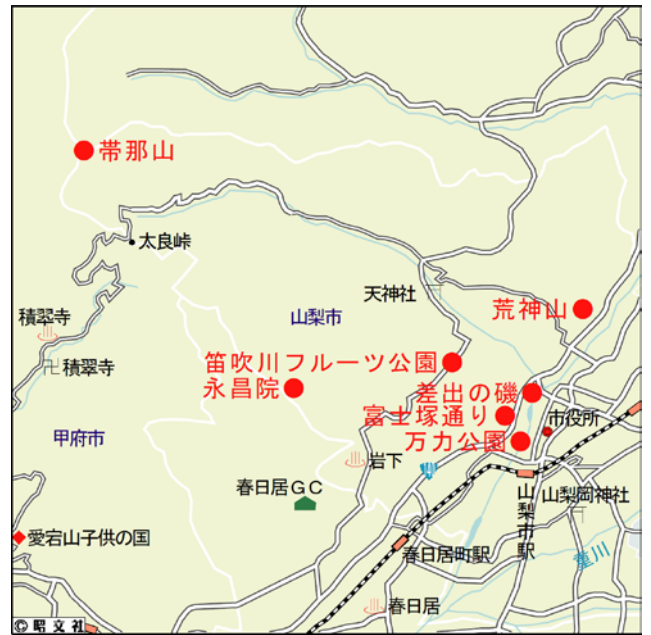 帯那山
太良峠
天神社
荒神山
積翠寺
山梨市
積翠寺
笛吹川フルーツ公園
永昌院
差出の磯
富士塚通り
市役所
万力公園
甲府市
岩下
春日居GC
山梨岡神社
山梨市駅
愛宕山子供の国
春日居町駅
重川
春日居
©昭文社